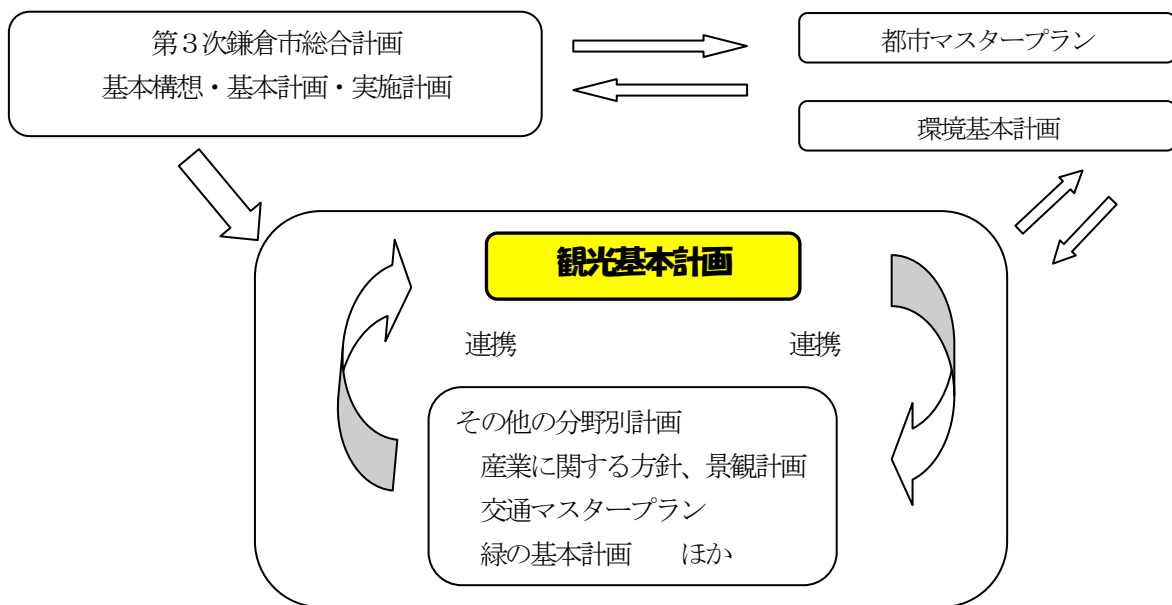 第３次鎌倉市総合計画
基本構想・基本計画・実施計画
都市マスタープラン
環境基本計画
観光基本計画
連携
連携
その他の分野別計画
産業に関する方針、景観計画
交通マスタープラン
緑の基本計画　　ほか